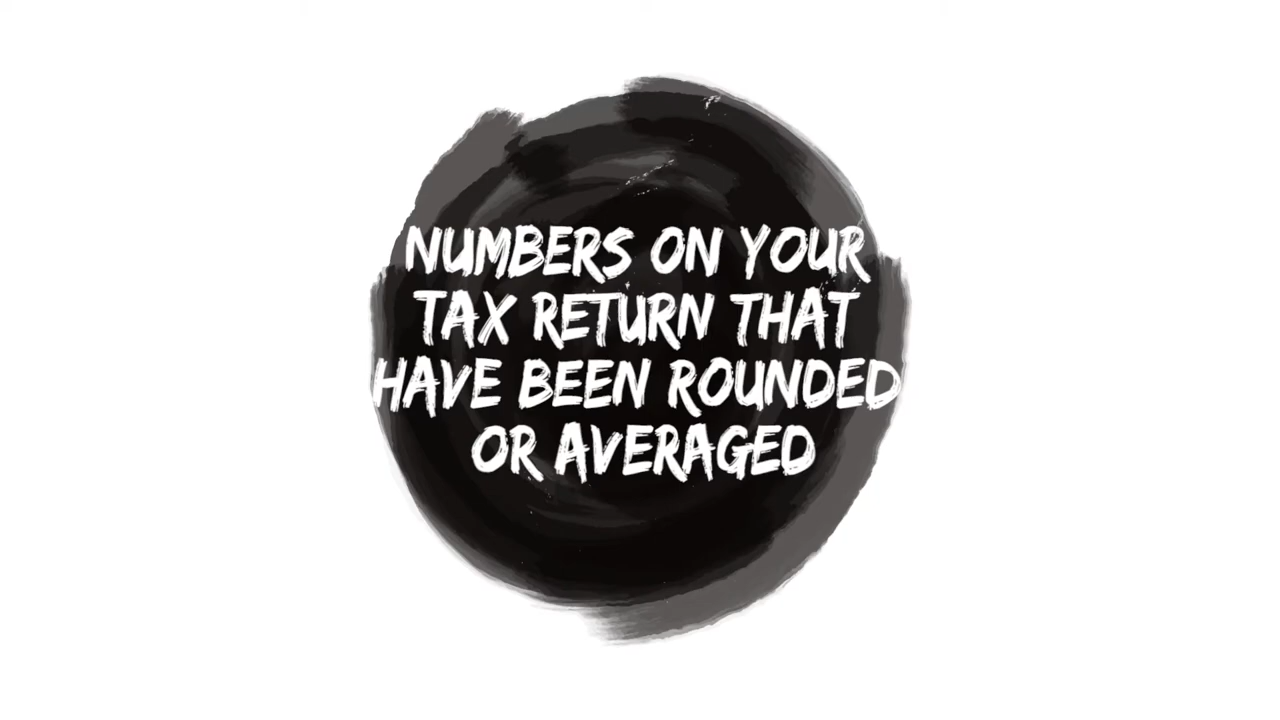 NUMBERS ON YOUR
TAX RETURN THAT
HAVE BEEN ROUNDED
OR AVERAGED